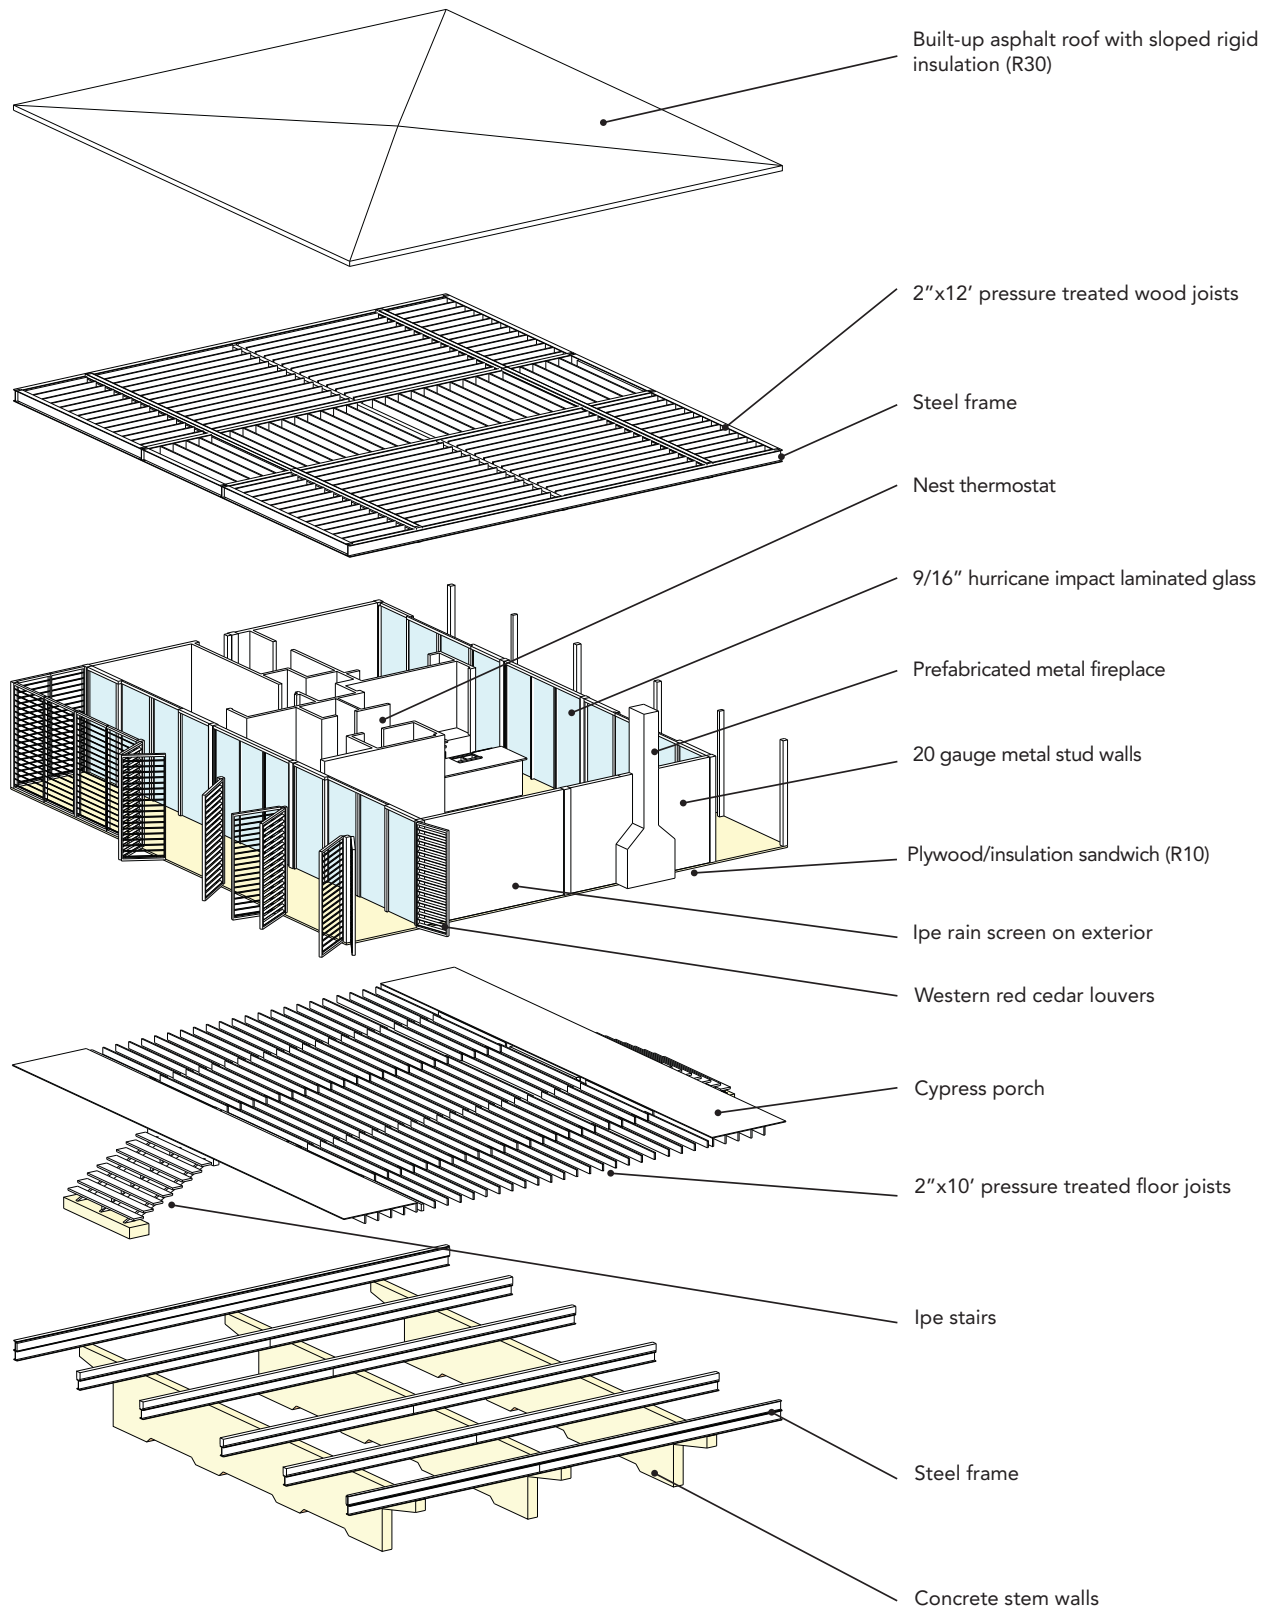 Built-up asphalt roof with sloped rigid
insulation (R30)
2”x12’ pressure treated wood joists
Steel frame
Nest thermostat
9/16” hurricane impact laminated glass
Prefabricated metal fireplace
20 gauge metal stud walls
Plywood/insulation sandwich (R10)
Ipe rain screen on exterior
Western red cedar louvers
Cypress porch
2”x10’ pressure treated floor joists
Ipe stairs
Steel frame
Concrete stem walls